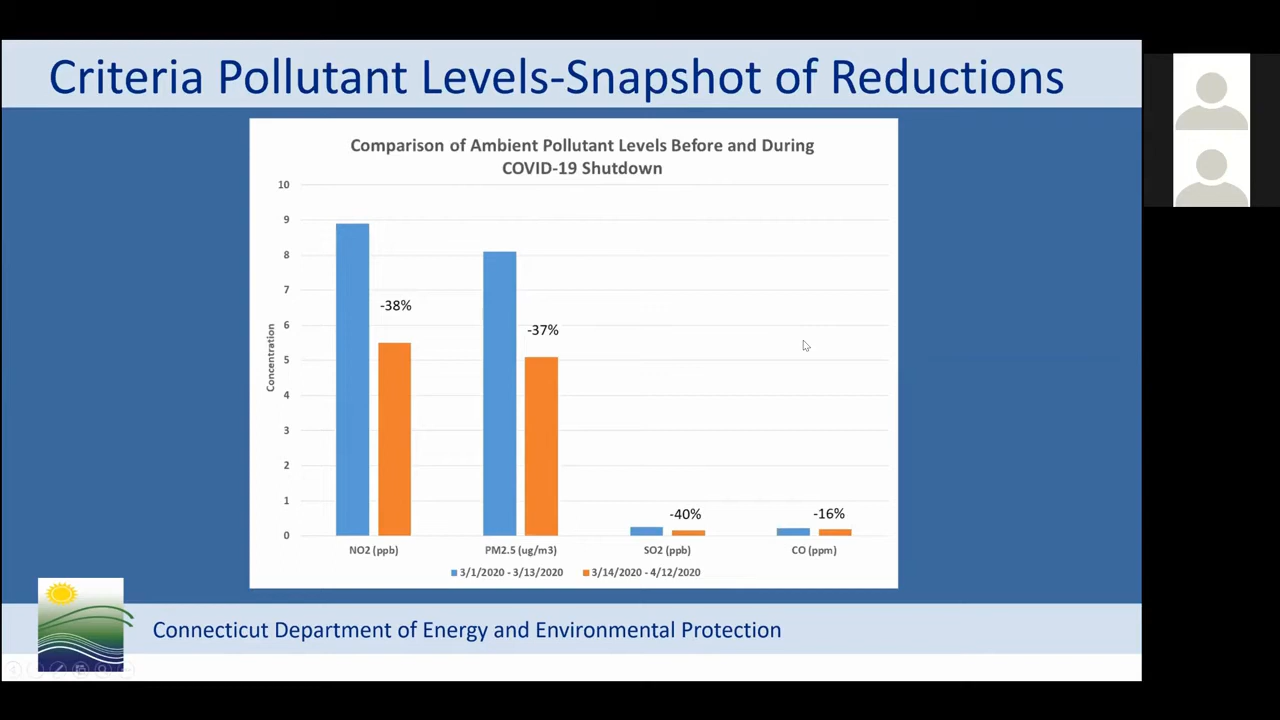 Criteria Pollutant Levels-Snapshot of Reductions
Comparison of Ambient Pollutant Levels Before and During
COVID-19 Shutdown
10
9
8
7
6
5
4
3
2
1
0
Concentration
-38%
-37%
-40%
-16%
NO2 (ppb)
PM2.5 (ug/m3)
SO2 (ppb)
CO (ppm)
3/1/2020 - 3/13/2020
3/14/2020 - 4/12/2020
Connecticut Department of Energy and Environmental Protection